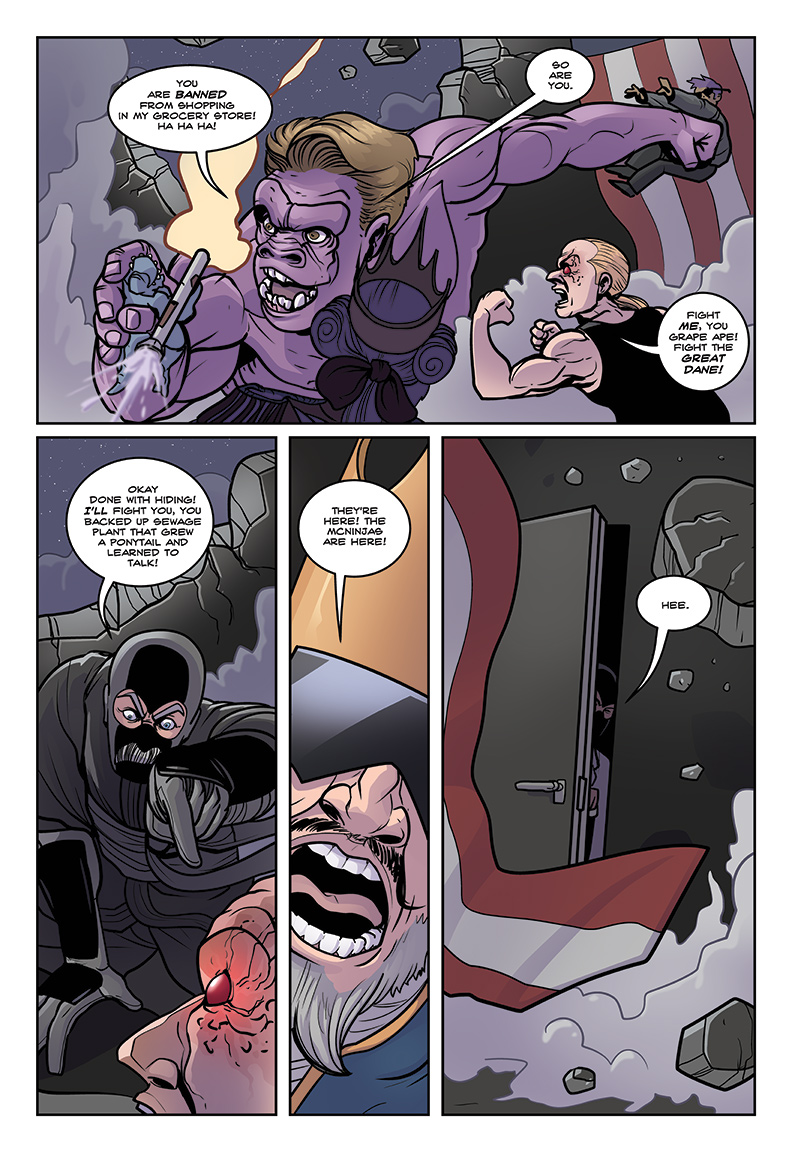 YOU
ARE BANNED
FROM SHOPPING
IN MY GROCERY STORE!
HA HA HA!
SO
ARE
YOU.
FIGHT
ME, YOU
GRAPE APE!
FIGHT THE
GREAT
DANE!
OKAY
DONE WITH HIDING!
I'LL FIGHT YOU, YOU
BACKED UP SEWAGE
PLANT THAT GREW
A PONYTAIL AND
LEARNED TO
TALK!
THEY'RE
HERE! THE
MCNINJAS
ARE HERE!
HEE.